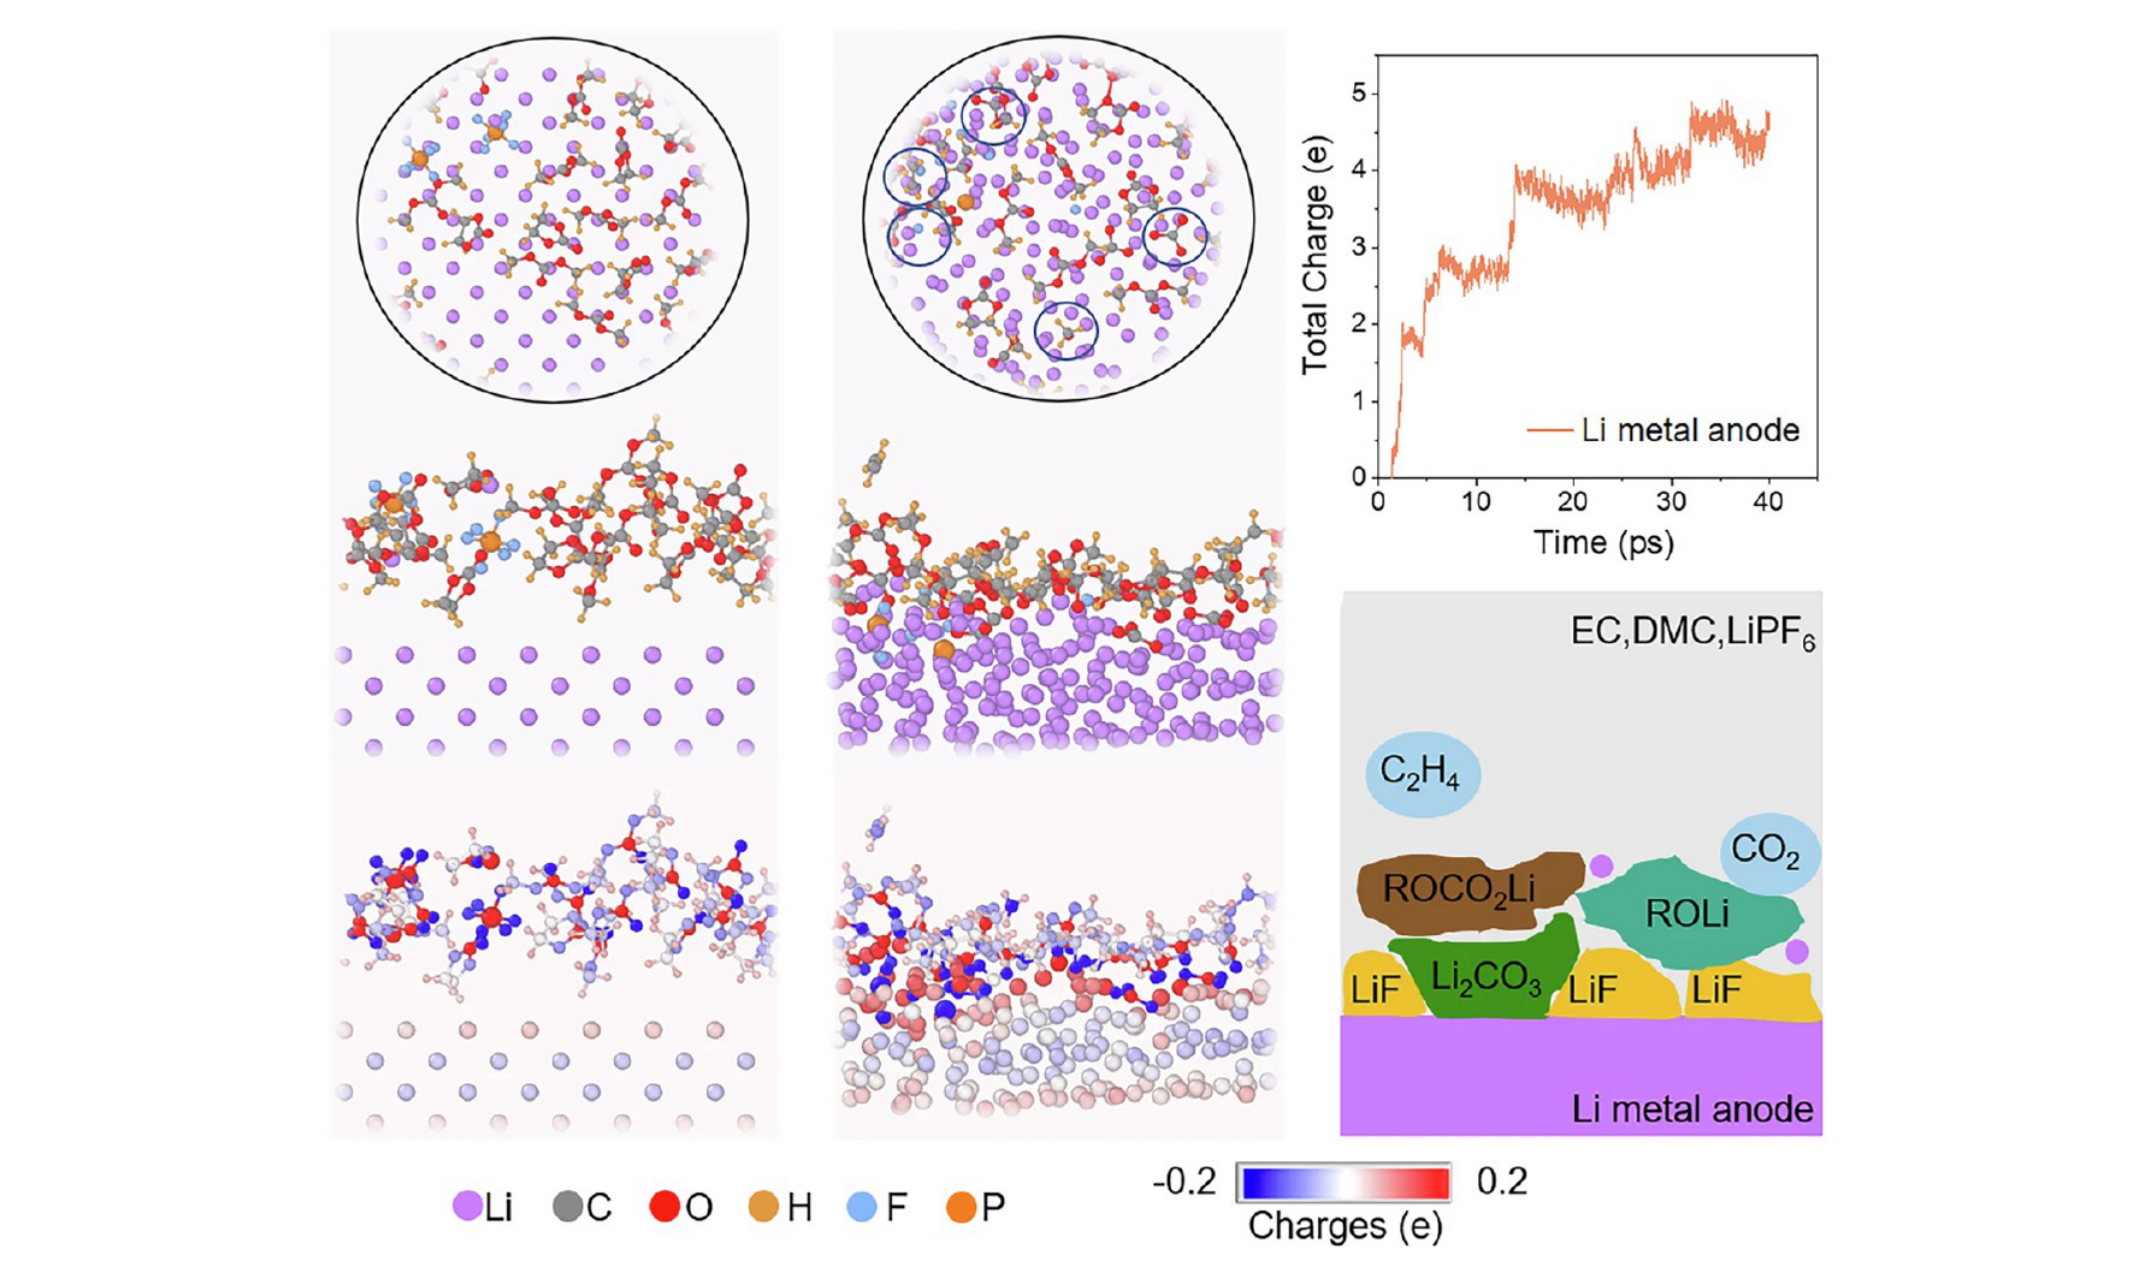 5
4
3
2
1
0
0 10 20 30 40
Total Charge (e)
Time (ps)
Li metal anode
EC,DMC,LiPF₆
C₂H₄
CO₂
ROCO₂Li
ROLi
LiF
Li₂CO₃
LiF
LiF
Li metal anode
Li C O H F P
-0.2 0.2
Charges (e)